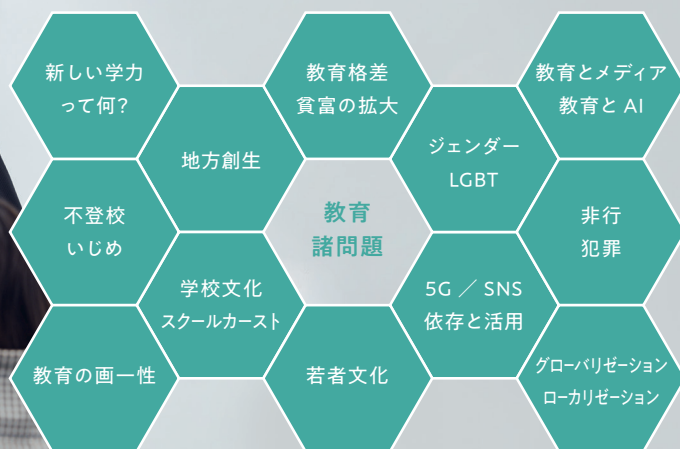 新しい学力
って何？
教育格差
貧富の拡大
教育とメディア
教育と AI
地方創生
ジェンダー
LGBT
不登校
いじめ
教育
諸問題
非行
犯罪
学校文化
スクールカースト
5G ／ SNS
依存と活用
教育の画一性
若者文化
グローバリゼーション
ローカリゼーション